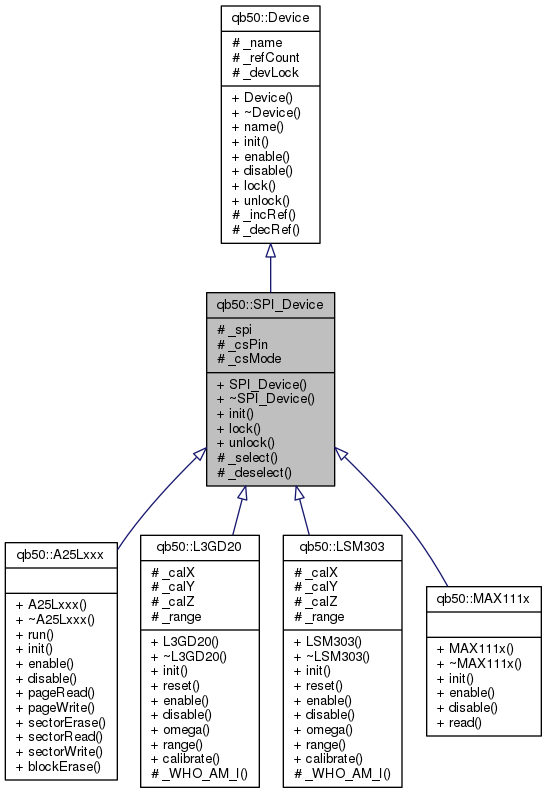 qb50::Device
# _name
# _refCount
# _devLock
+ Device()
+ ~Device()
+ name()
+ init()
+ enable()
+ disable()
+ lock()
+ unlock()
# _incRef()
# _decRef()
qb50::SPI_Device
# _spi
# _csPin
# _csMode
+ SPI_Device()
+ ~SPI_Device()
+ init()
+ lock()
+ unlock()
# _select()
# _deselect()
qb50::A25Lxxx
+ A25Lxxx()
+ ~A25Lxxx()
+ run()
+ init()
+ enable()
+ disable()
+ pageRead()
+ pageWrite()
+ sectorErase()
+ sectorRead()
+ sectorWrite()
+ blockErase()
qb50::L3GD20
# _calX
# _calY
# _calZ
# _range
+ L3GD20()
+ ~L3GD20()
+ init()
+ reset()
+ enable()
+ disable()
+ omega()
+ range()
+ calibrate()
# _WHO_AM_I()
qb50::LSM303
# _calX
# _calY
# _calZ
# _range
+ LSM303()
+ ~LSM303()
+ init()
+ reset()
+ enable()
+ disable()
+ omega()
+ range()
+ calibrate()
# _WHO_AM_I()
qb50::MAX111x
+ MAX111x()
+ ~MAX111x()
+ init()
+ enable()
+ disable()
+ read()